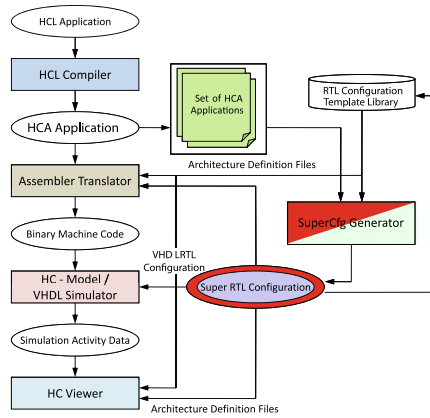 HCL Application
HCL Compiler
Set of HCA
Applications
RTL Configuration
Template Library
HCA Application
Architecture Definition Files
Assembler Translator
SuperCfg Generator
Binary Machine Code
VHD LRTL
Configuration
HC - Model /
VHDL Simulator
Super RTL Configuration
Simulation Activity Data
HC Viewer
Architecture Definition Files